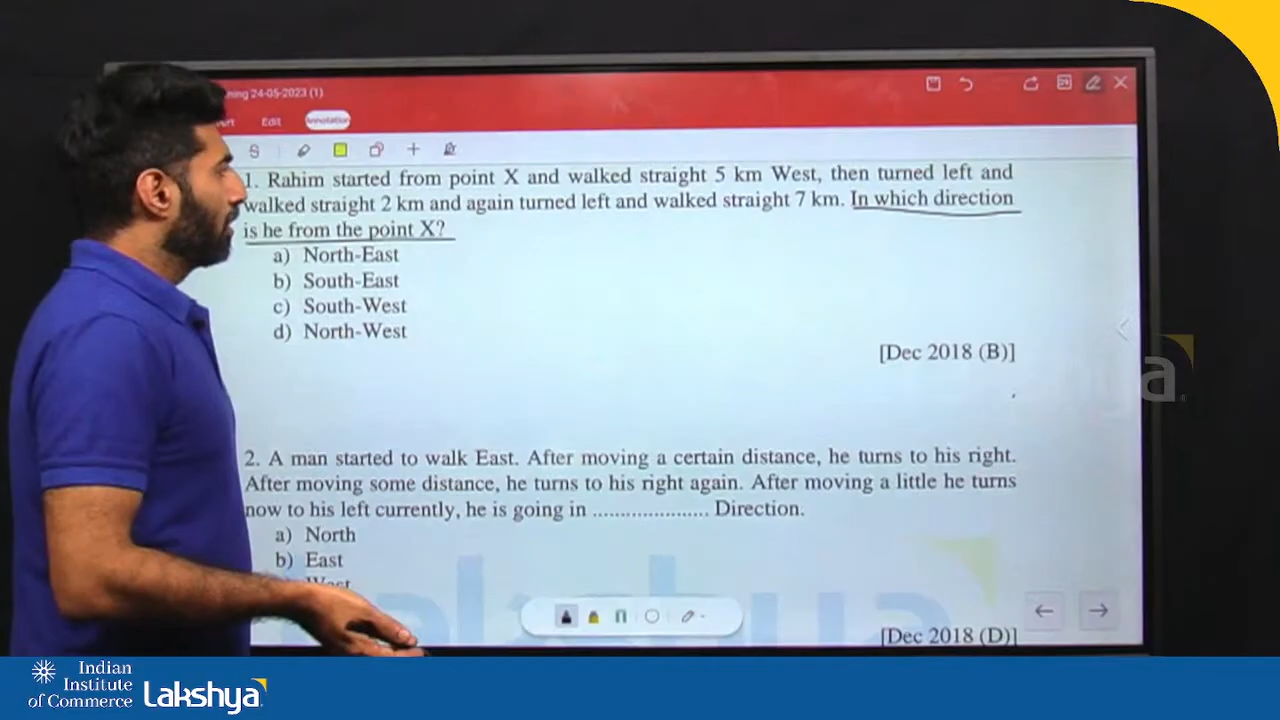 ning 24-05-2023 (1)
Edit
Annotation
1. Rahim started from point X and walked straight 5 km West, then turned left and
walked straight 2 km and again turned left and walked straight 7 km. In which direction
is he from the point X?
a) North-East
b) South-East
c) South-West
d) North-West
[Dec 2018 (B)]
2. A man started to walk East. After moving a certain distance, he turns to his right.
After moving some distance, he turns to his right again. After moving a little he turns
now to his left currently, he is going in .................... Direction.
a) North
b) East
West
[Dec 2018 (D)]
Indian
Institute
of Commerce
Lakshya